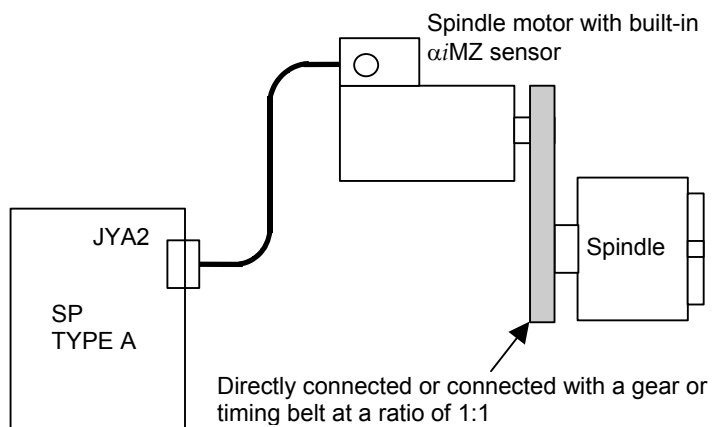 Spindle motor with built-in
αiMZ sensor
JYA2
Spindle
SP
TYPE A
Directly connected or connected with a gear or
timing belt at a ratio of 1:1